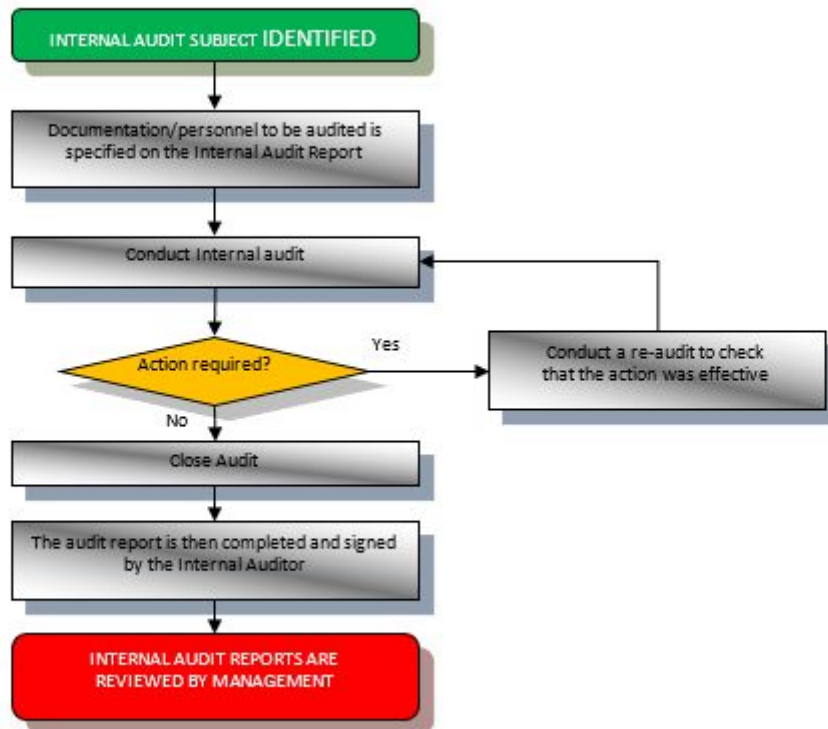 INTERNAL AUDIT SUBJECT IDENTIFIED
Documentation/personnel to be audited is
specified on the Internal Audit Report
Conduct Internal audit
Action required?
Yes
Conduct a re-audit to check
that the action was effective
No
Close Audit
The audit report is then completed and signed
by the Internal Auditor
INTERNAL AUDIT REPORTS ARE
REVIEWED BY MANAGEMENT